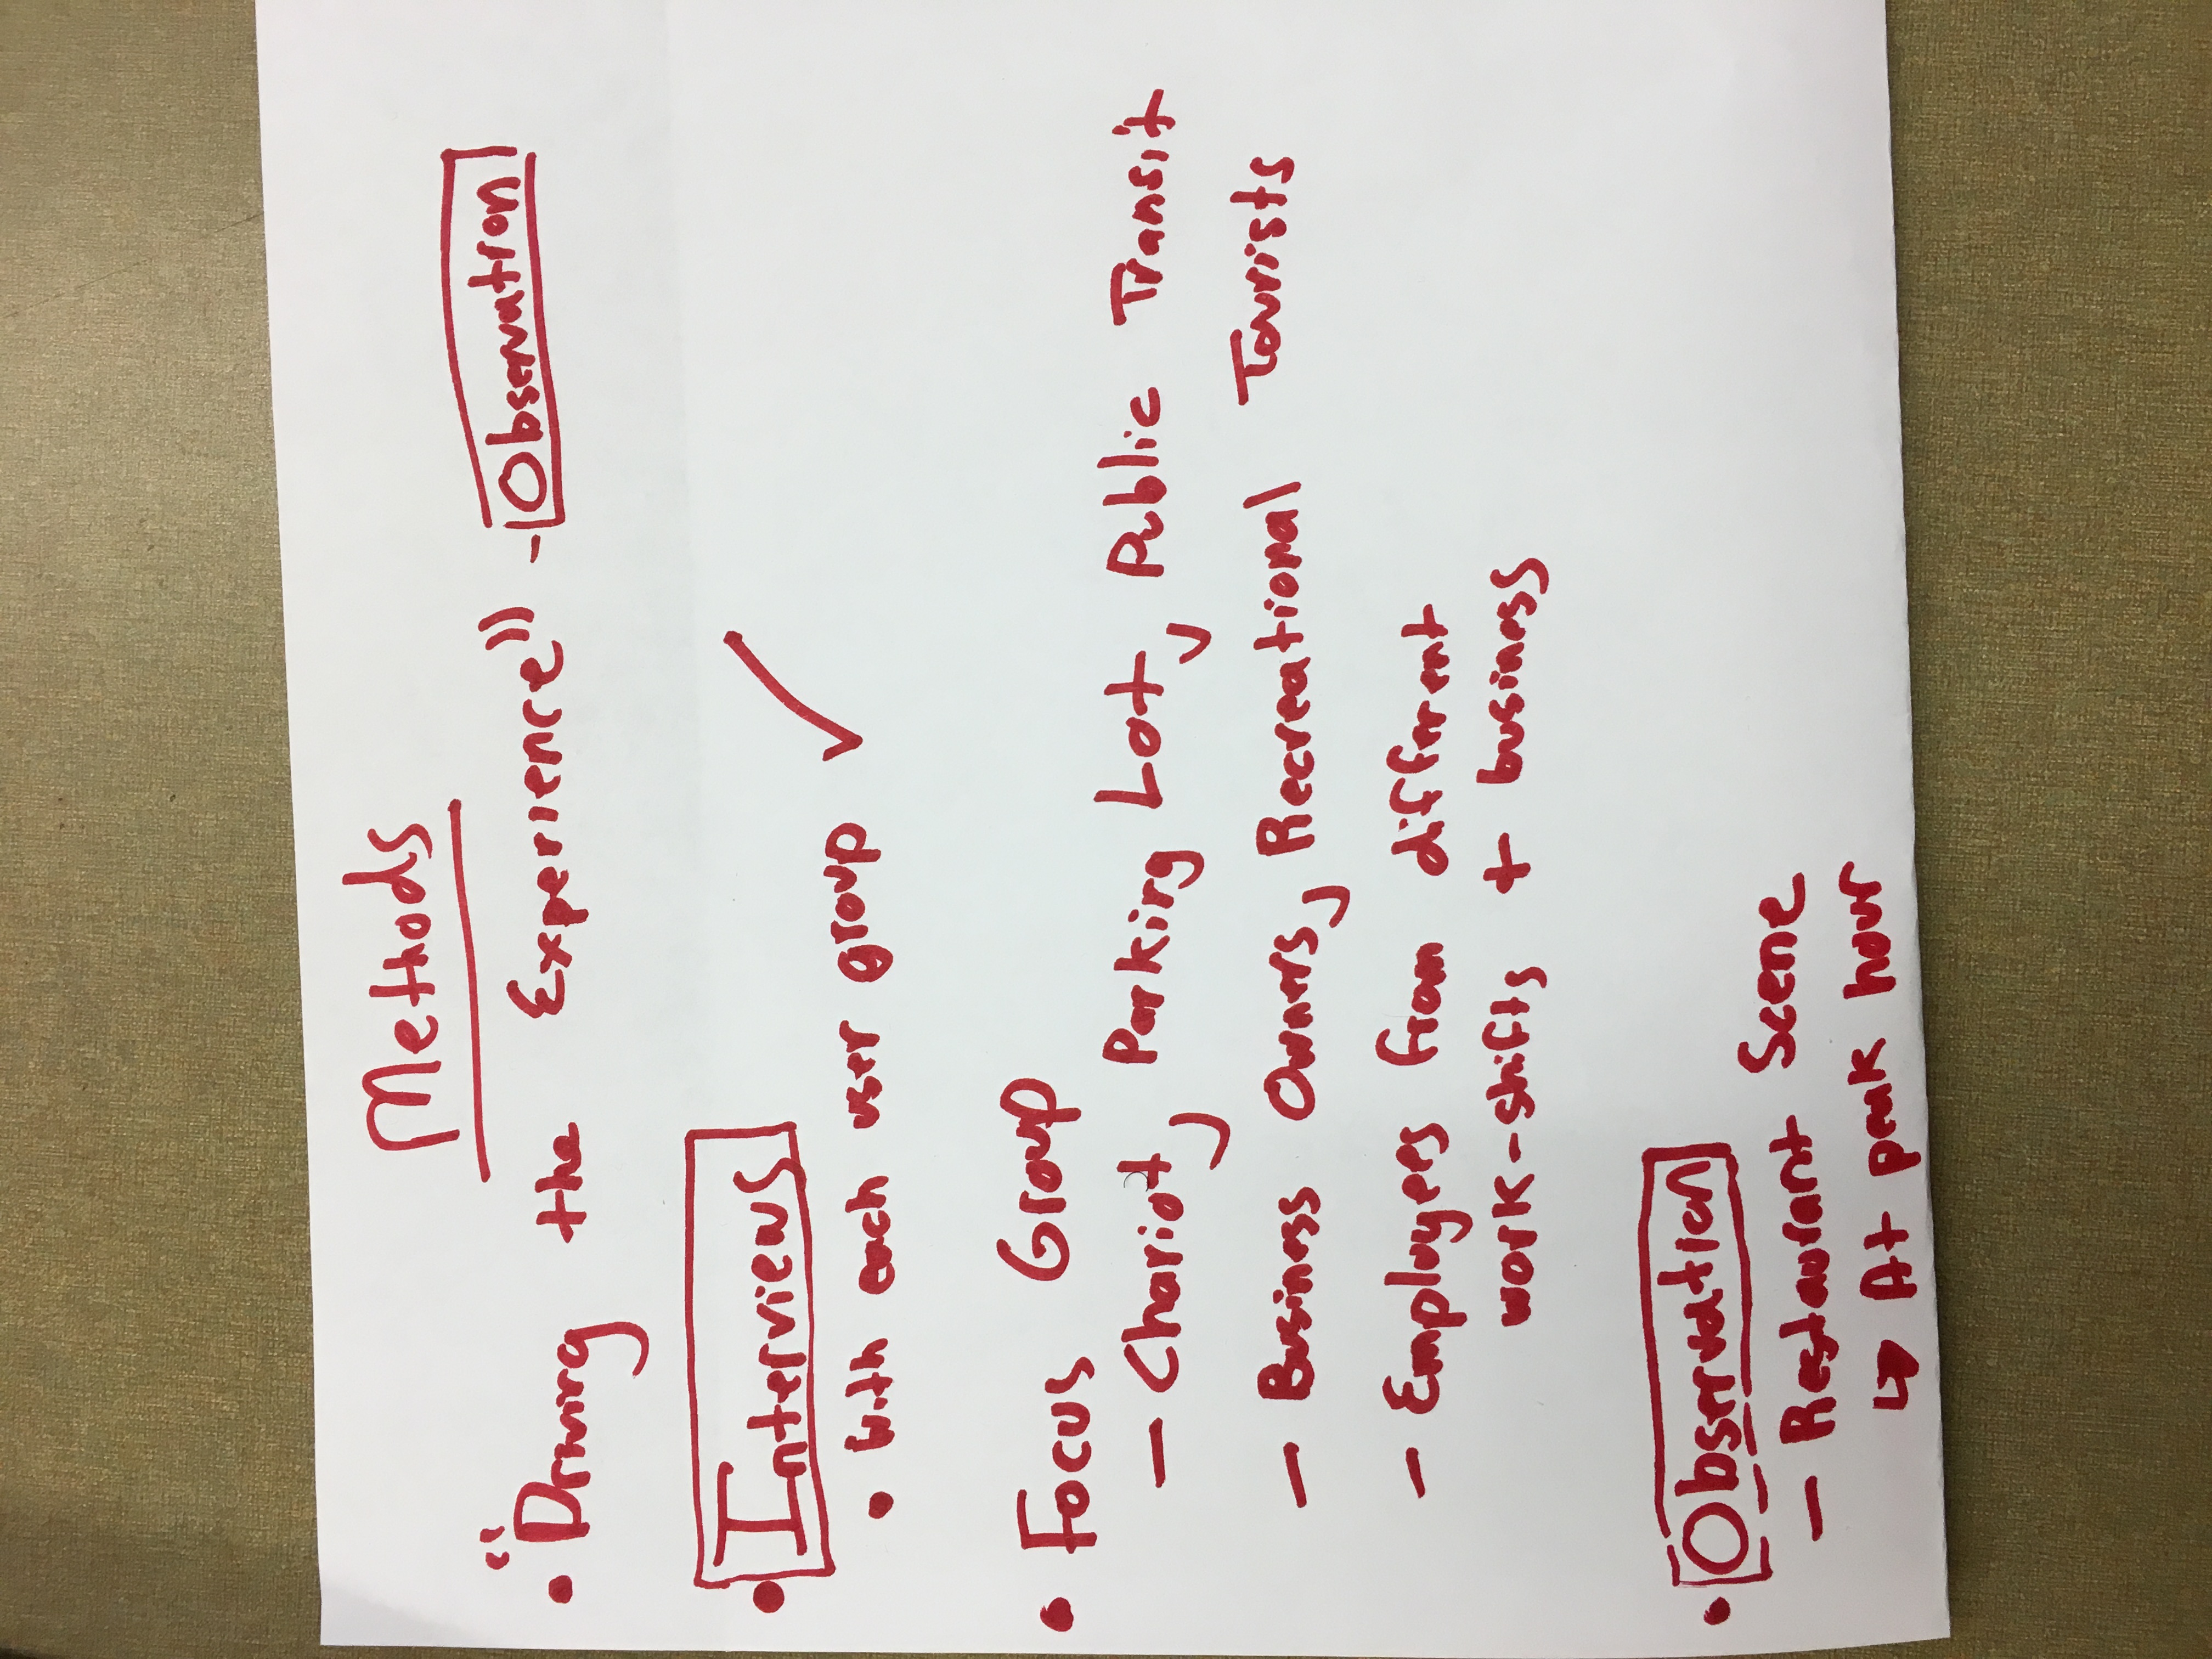 Methods
• "Driving the Experience" - Observation
• Interviews
• With each user group ✓
• Focus Group
— Chariot, Parking Lot, Public Transit
— Business Owners, Recreational Tourists
— Employees from different
work-shifts + business
• Observation
— Restaurant Scene
↳ At peak hour